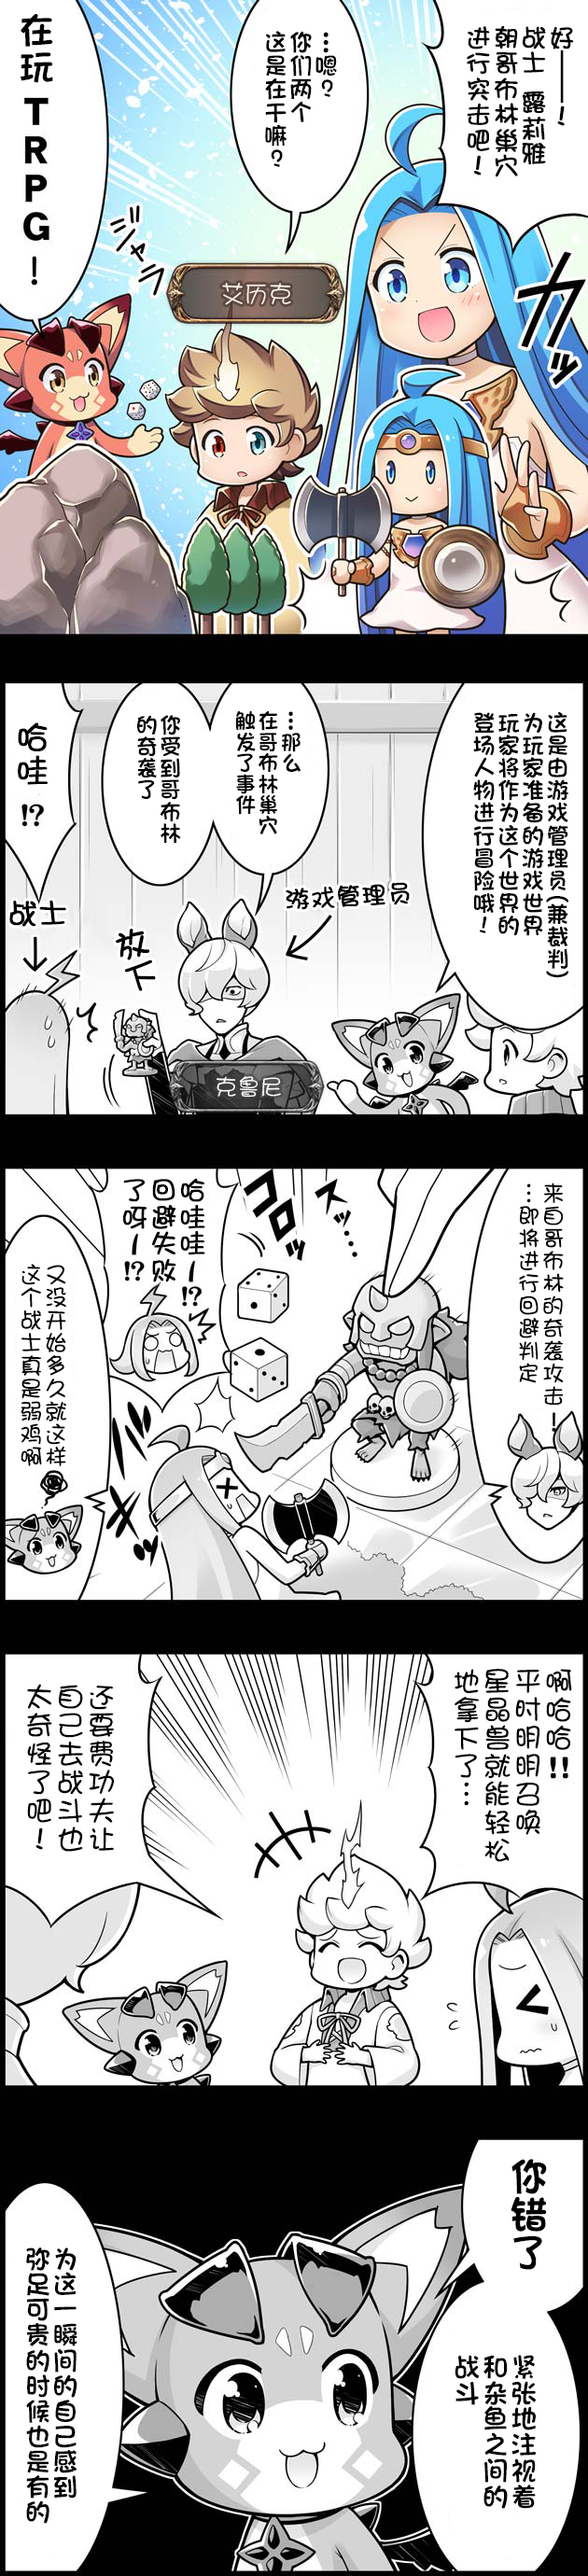 好——！
战士 露莉雅
朝哥布林巢穴
进行突击吧！
…嗯？
你们两个
这是在干嘛？
在玩TRPG！
ジャラ
艾历克
カッ
这是由游戏管理员(兼裁判)
为玩家准备的游戏世界
玩家将作为这个世界的
登场人物进行冒险哦！
…那么
在哥布林巢穴
触发了事件
你受到哥布林
的奇袭了
哈哇!?
游戏管理员
战士
放下
克鲁尼
来自哥布林的奇袭攻击！
…即将进行回避判定
スッ…
コロッ
哈哇哇ー!?
回避失败
了呀ー!?
又没开始多久就这样
这个战士真是弱鸡啊
啊哈哈!!
平时明明召唤
星晶兽就能轻松
地拿下了…
还要费功夫让
自己去战斗也
太奇怪了吧！
你错了
紧张地注视着
和杂鱼之间的
战斗
为这一瞬间的自己感到
弥足可贵的时候也是有的